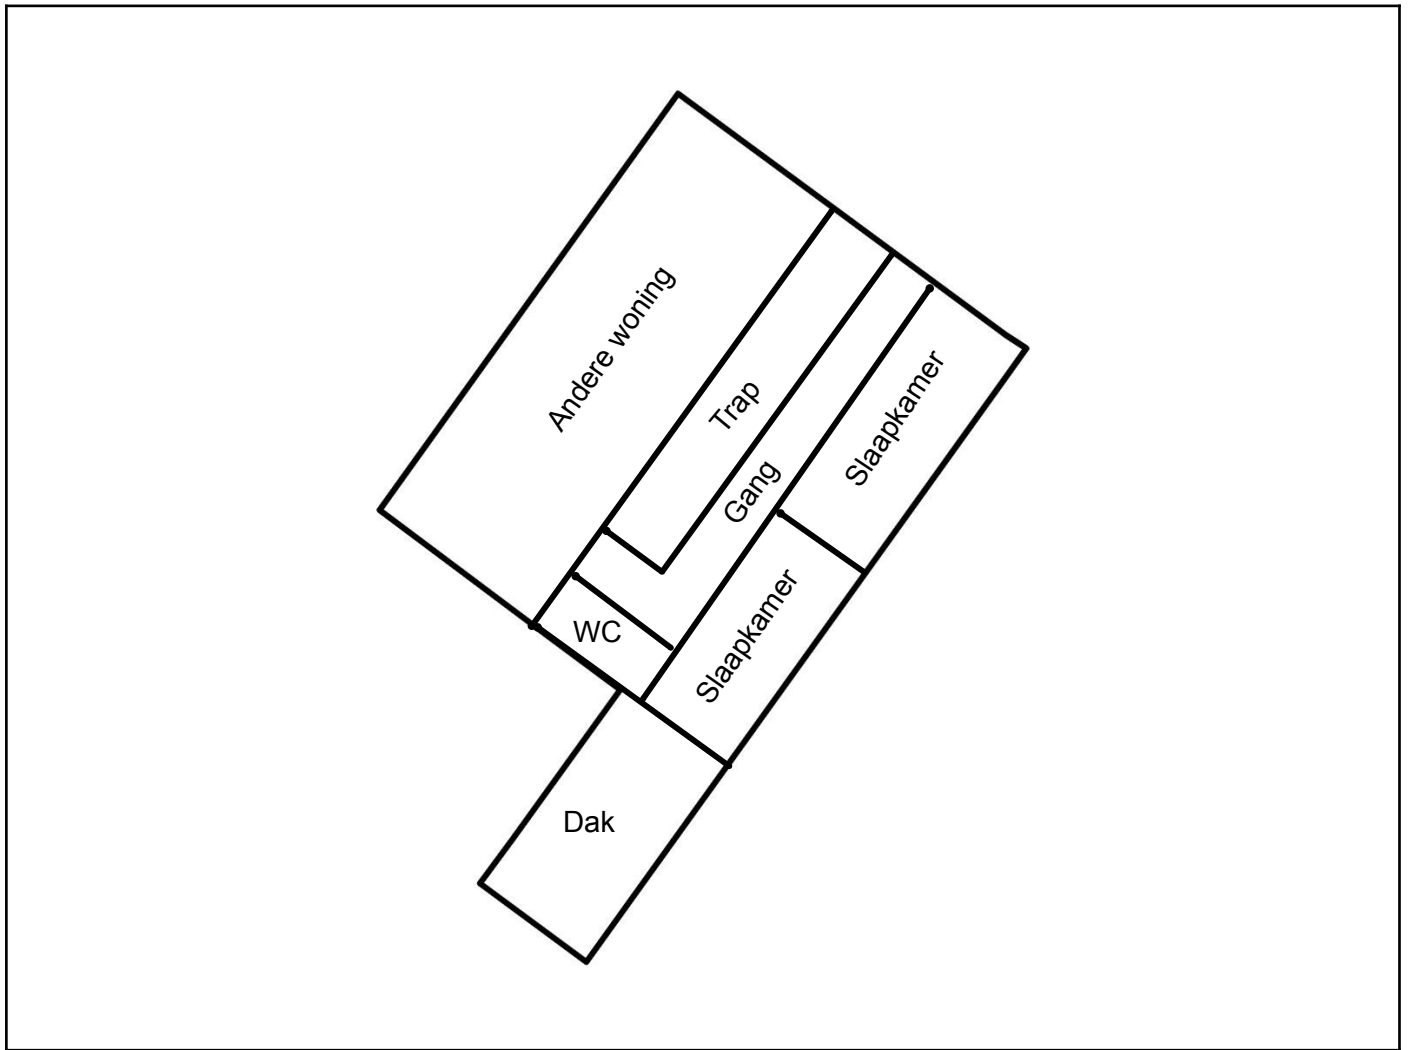 Andere woning
Trap
Gang
Slaapkamer
Slaapkamer
WC
Dak